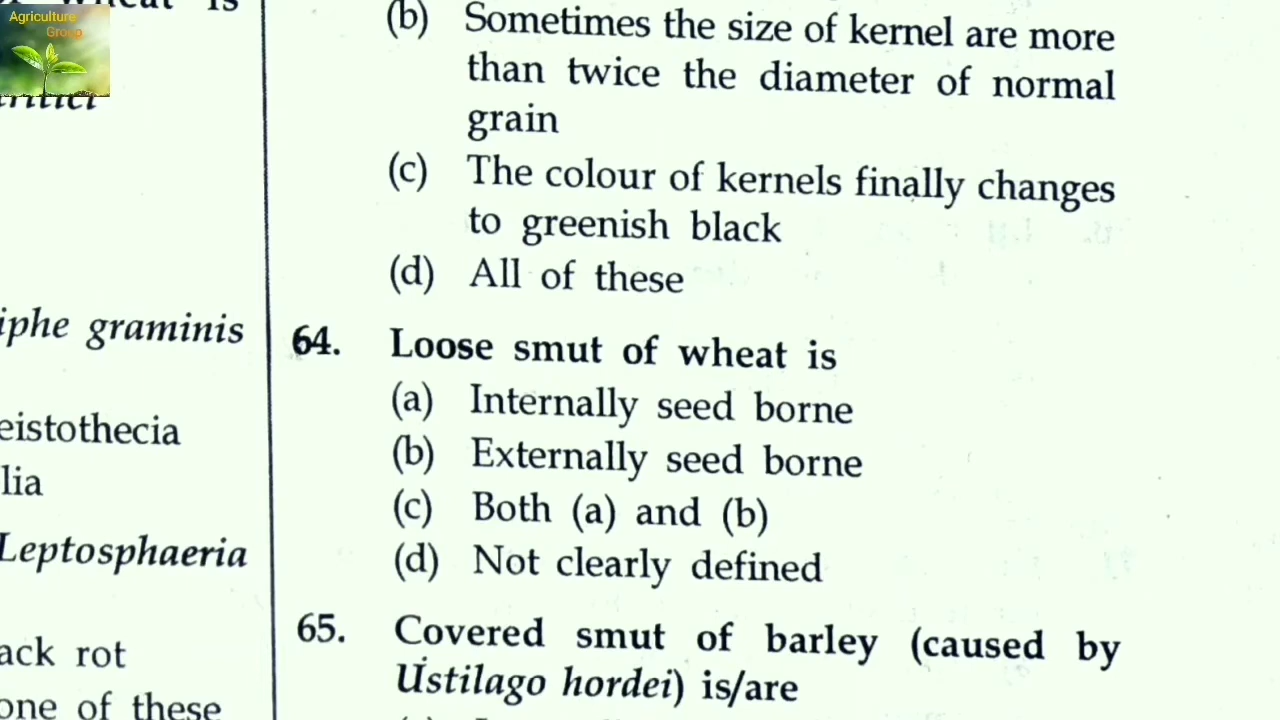 Agriculture
Group
is
iphe graminis
eistothecia
lia
Leptosphaeria
ack rot
one of these
(b) Sometimes the size of kernel are more
than twice the diameter of normal
grain
(c) The colour of kernels finally changes
to greenish black
(d) All of these
64. Loose smut of wheat is
(a) Internally seed borne
(b) Externally seed borne
(c) Both (a) and (b)
(d) Not clearly defined
65. Covered smut of barley (caused by
Ustilago hordei) is/are